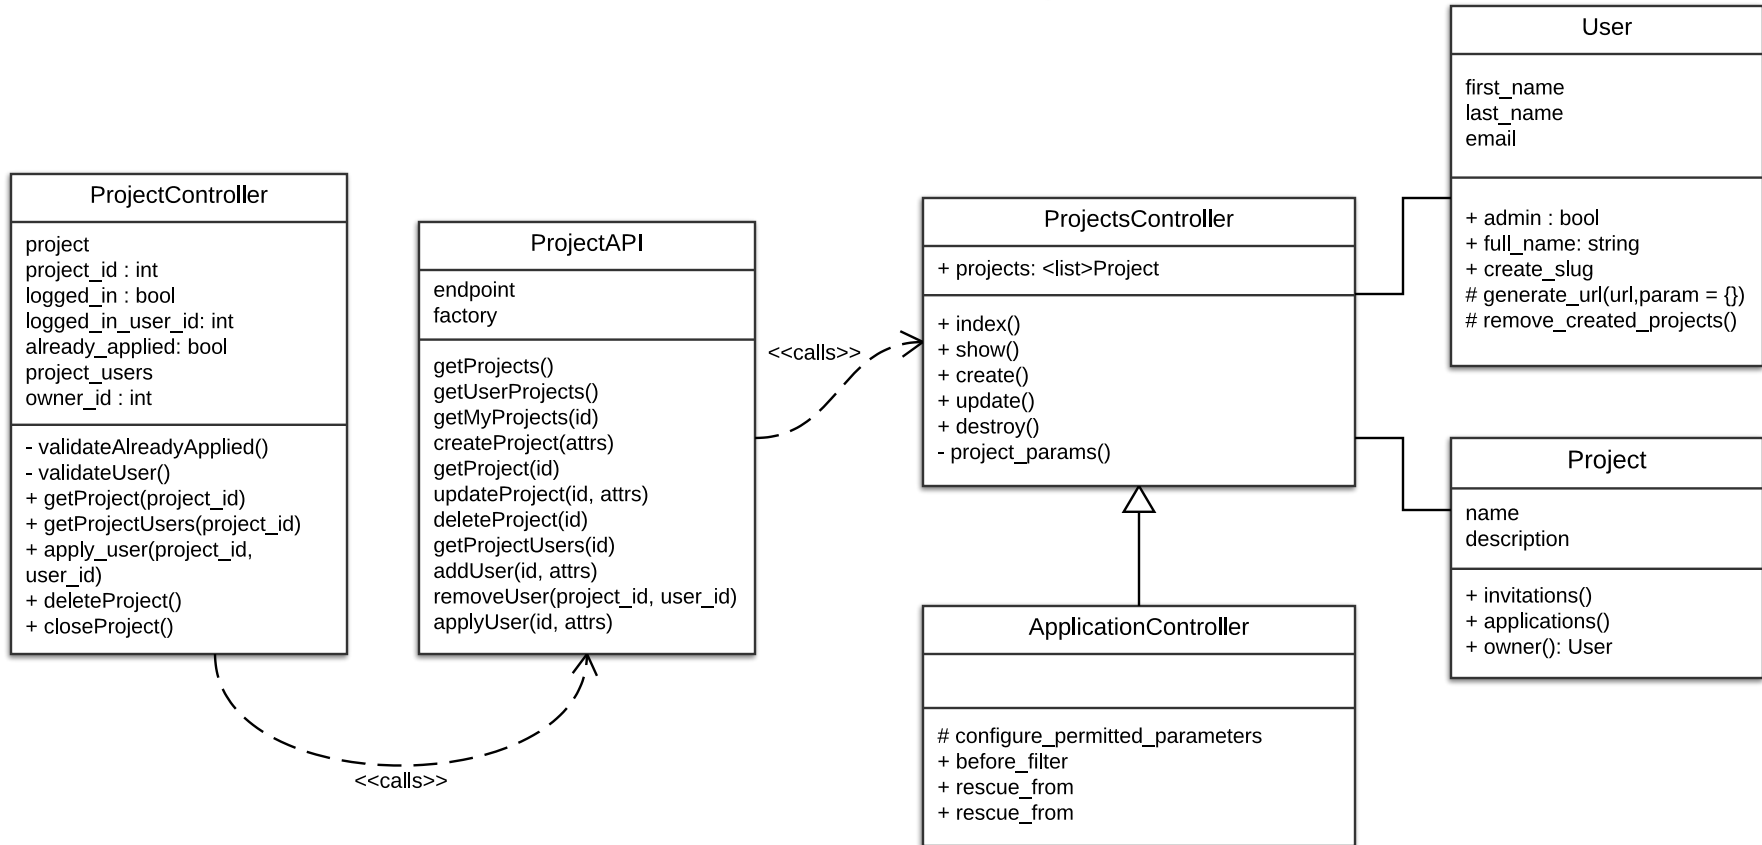 ProjectController
project
project_id : int
logged_in : bool
logged_in_user_id: int
already_applied: bool
project_users
owner_id : int
- validateAlreadyApplied()
- validateUser()
+ getProject(project_id)
+ getProjectUsers(project_id)
+ apply_user(project_id,
user_id)
+ deleteProject()
+ closeProject()
<<calls>>
ProjectAPI
endpoint
factory
getProjects()
getUserProjects()
getMyProjects(id)
createProject(attrs)
getProject(id)
updateProject(id, attrs)
deleteProject(id)
getProjectUsers(id)
addUser(id, attrs)
removeUser(project_id, user_id)
applyUser(id, attrs)
<<calls>>
ProjectsController
+ projects: <list>Project
+ index()
+ show()
+ create()
+ update()
+ destroy()
- project_params()
ApplicationController
# configure_permitted_parameters
+ before_filter
+ rescue_from
+ rescue_from
User
first_name
last_name
email
+ admin : bool
+ full_name: string
+ create_slug
# generate_url(url,param = {})
# remove_created_projects()
Project
name
description
+ invitations()
+ applications()
+ owner(): User